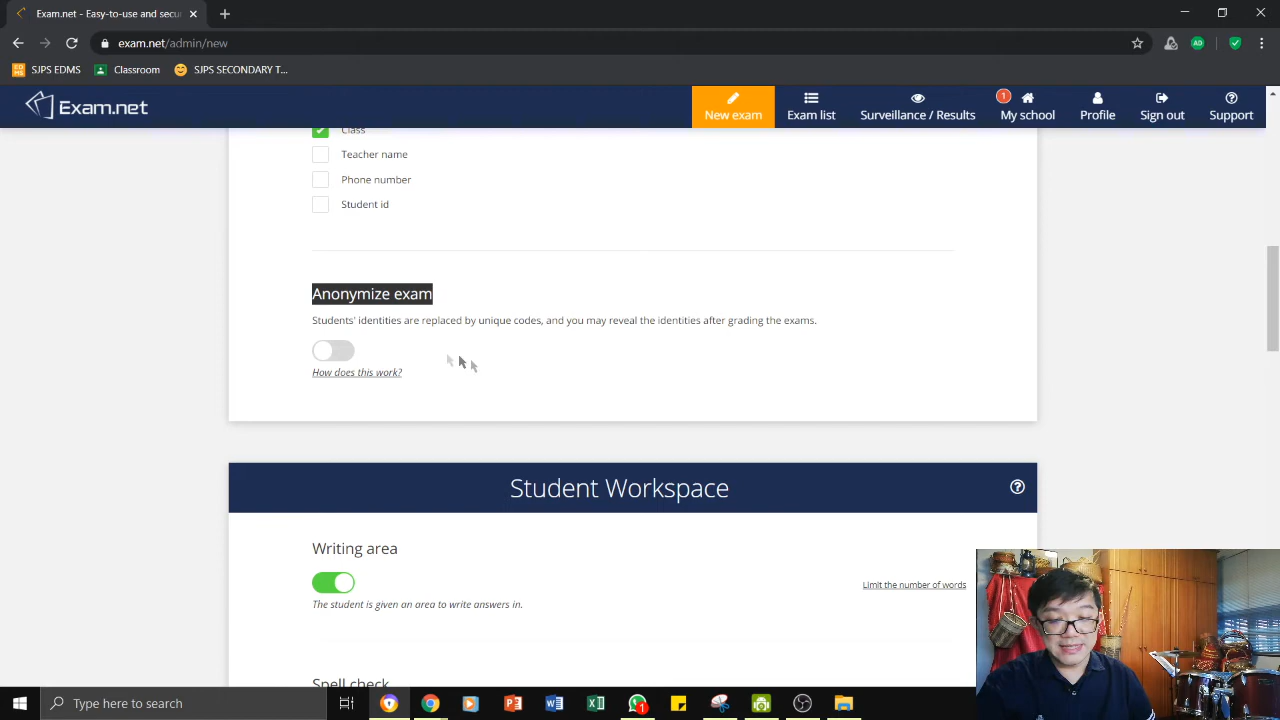 Exam.net - Easy-to-use and secu
exam.net/admin/new
SJPS EDMS
Classroom
SJPS SECONDARY T...
Exam.net
New exam
Exam list
Surveillance / Results
1
My school
Profile
Sign out
Support
Class
Teacher name
Phone number
Student id
Anonymize exam
Students' identities are replaced by unique codes, and you may reveal the identities after grading the exams.
How does this work?
Student Workspace
Writing area
Limit the number of words
The student is given an area to write answers in.
Spell check
Type here to search
1